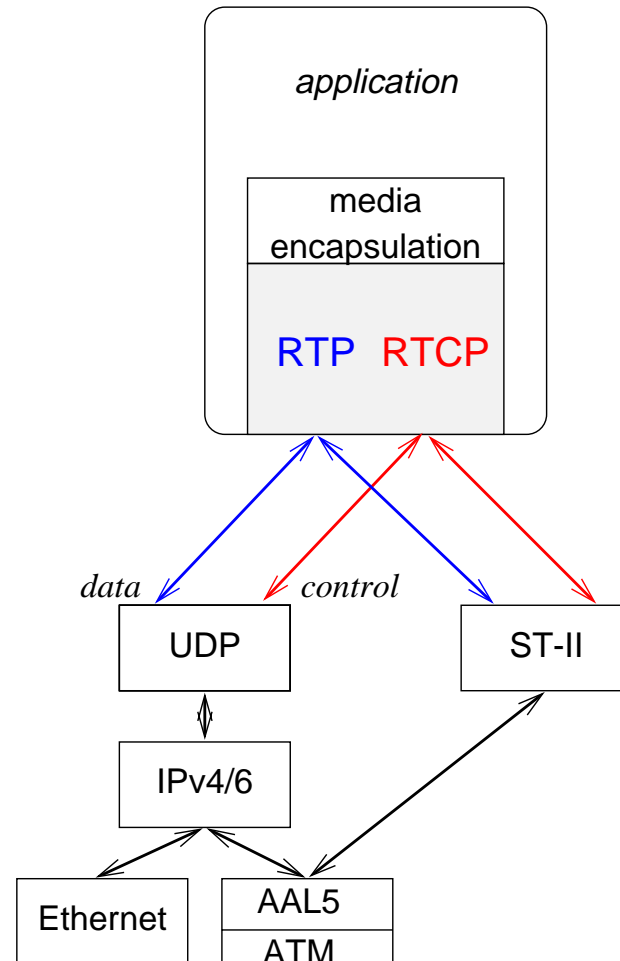 application
media
encapsulation
RTP RTCP
data control
UDP ST-II
IPv4/6
Ethernet AAL5
ATM